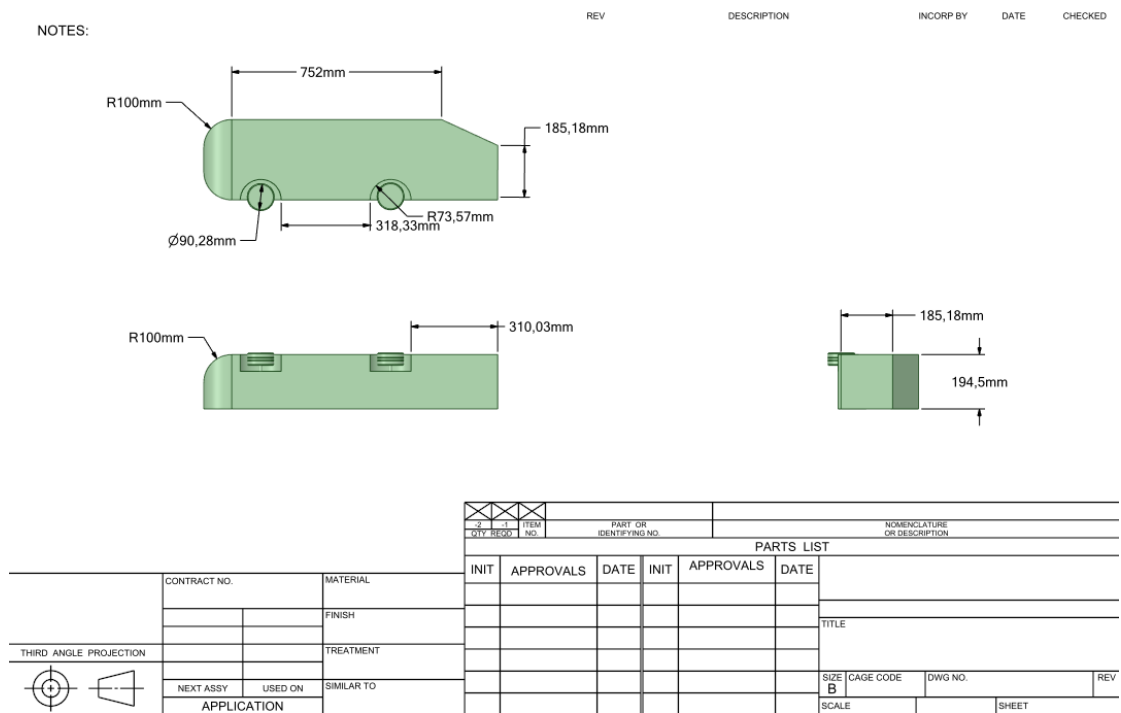 REV DESCRIPTION INCORP BY DATE CHECKED
NOTES:
752mm
R100mm
185,18mm
R73,57mm
318,33mm
Ø90,28mm
310,03mm
R100mm
185,18mm
194,5mm
-2 -1 ITEM NO. PART OR IDENTIFYING NO. NOMENCLATURE OR DESCRIPTION
QTY REQD
PARTS LIST
INIT APPROVALS DATE INIT APPROVALS DATE
CONTRACT NO. MATERIAL
FINISH
TITLE
THIRD ANGLE PROJECTION TREATMENT
SIZE CAGE CODE DWG NO. REV
B
NEXT ASSY USED ON SIMILAR TO
APPLICATION
SCALE SHEET